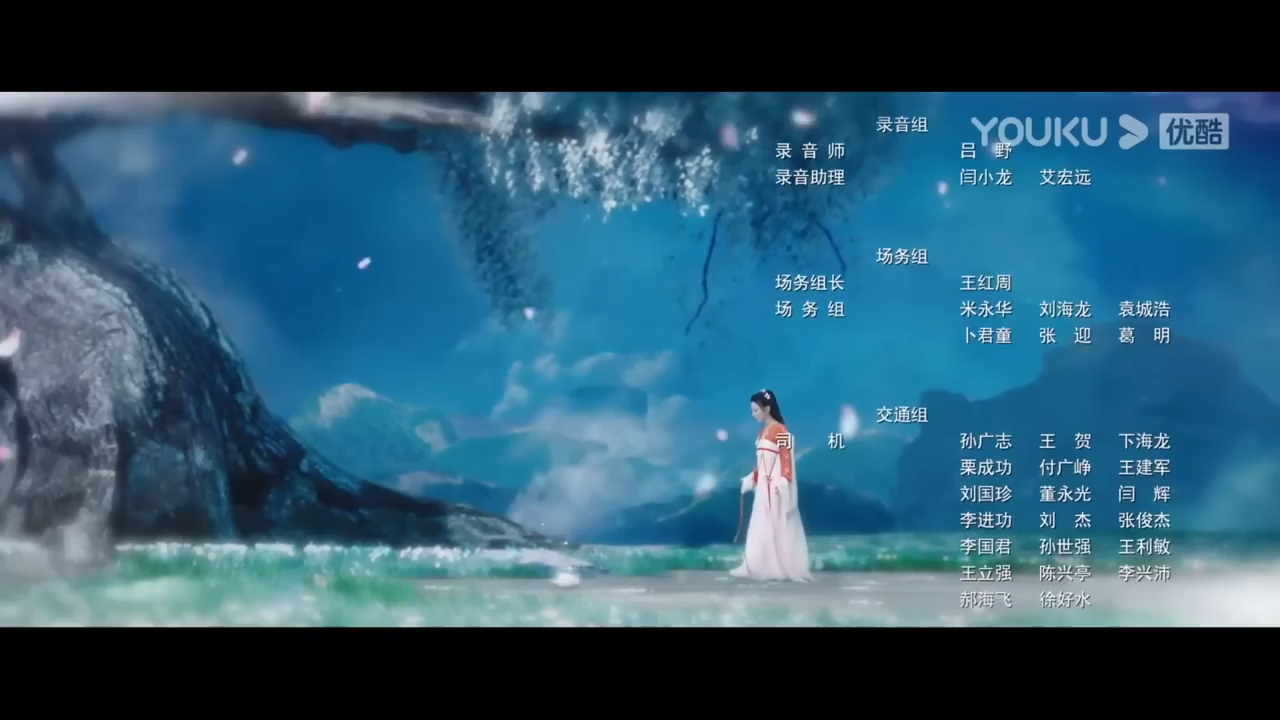 录音组
YOUKU 优酷
录音师 吕野
录音助理 闫小龙 艾宏远
场务组
场务组长 王红周
场务组 米永华 刘海龙 袁城浩
卜君童 张迎 葛明
交通组
司机 孙广志 王贺 下海龙
栗成功 付广峥 王建军
刘国珍 董永光 闫辉
李进功 刘杰 张俊杰
李国君 孙世强 王利敏
王立强 陈兴亭 李兴沛
郝海飞 徐好水